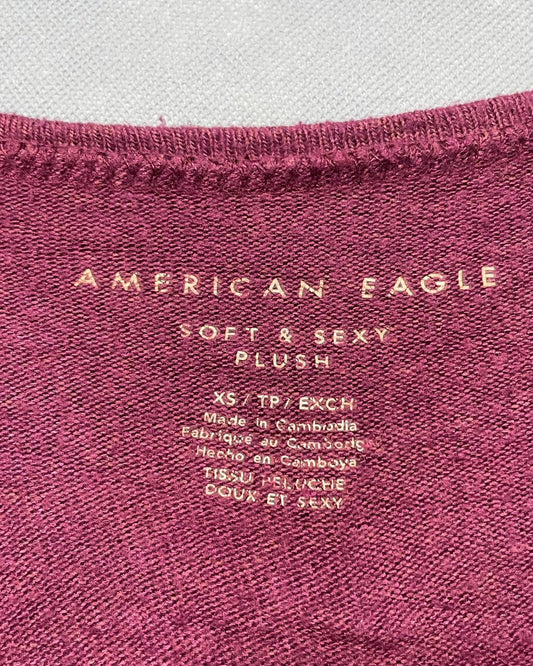 AMERICAN EAGLE
SOFT & SEXY
PLUSH
XS / TP / EXCH
Made in Cambodia
Fabriqué au Cambodge
Hecho en Camboya
TISSU PELUCHE
DOUX ET SEXY